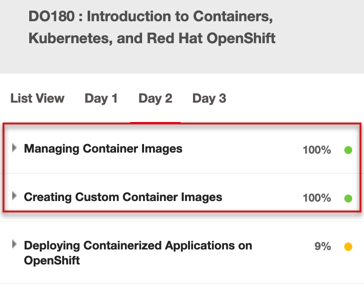 DO180 : Introduction to Containers,
Kubernetes, and Red Hat OpenShift
List View Day 1 Day 2 Day 3
Managing Container Images 100%
Creating Custom Container Images 100%
Deploying Containerized Applications on 9%
OpenShift